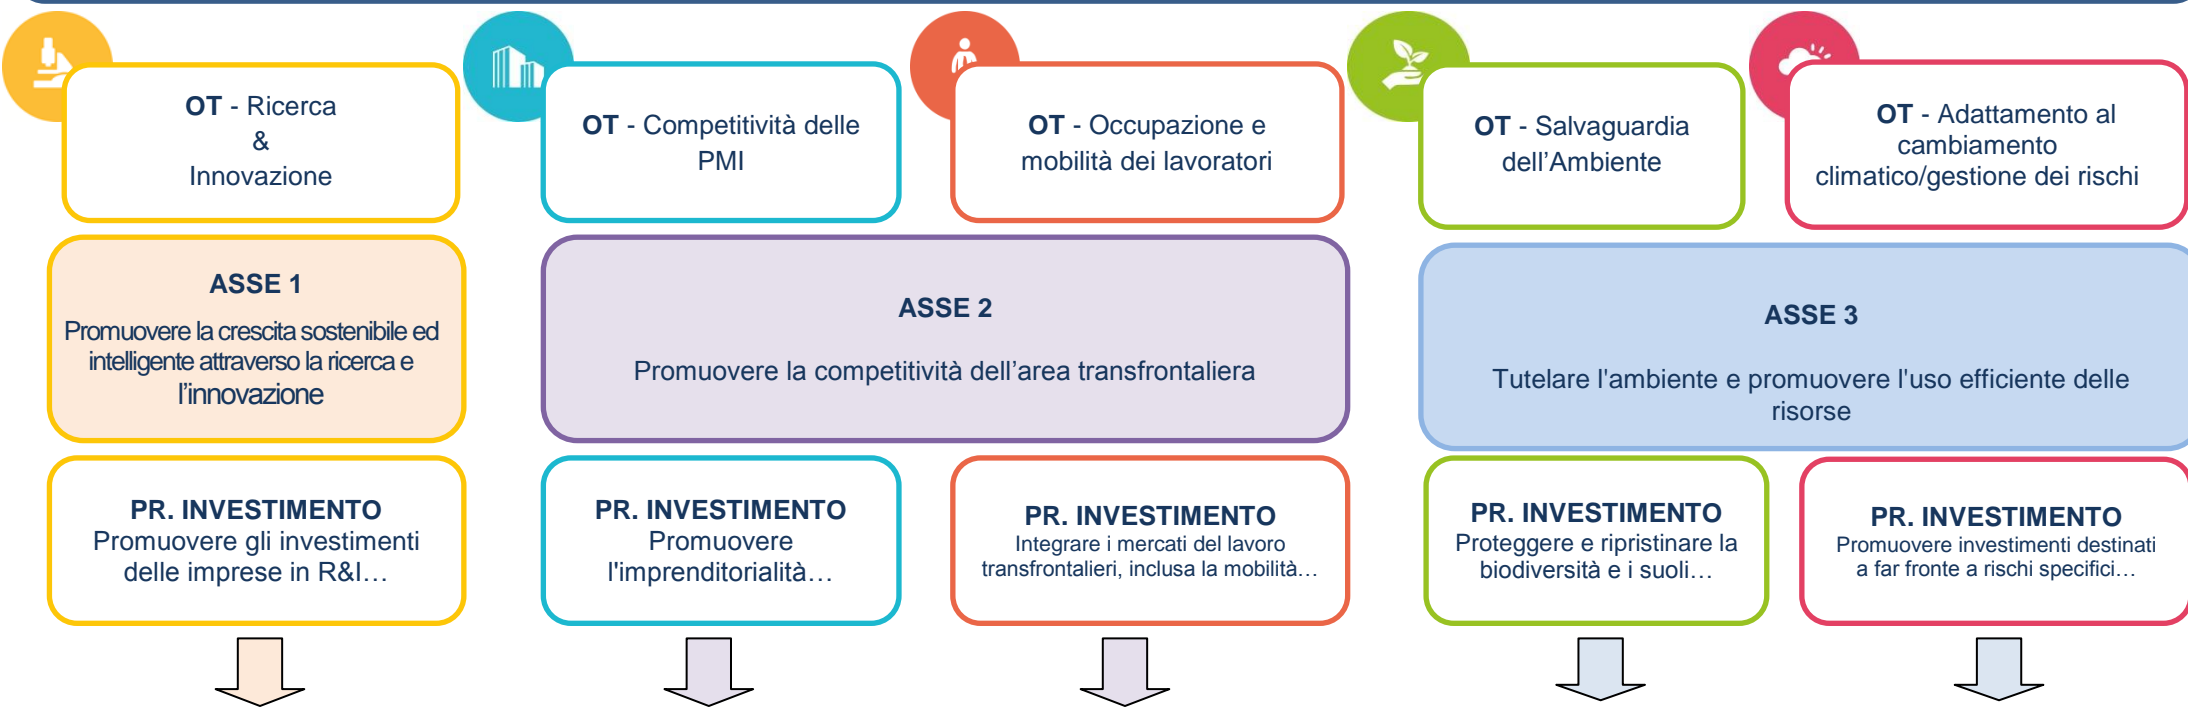 OT - Ricerca
&
Innovazione
OT - Competitività delle
PMI
OT - Occupazione e
mobilità dei lavoratori
OT - Salvaguardia
dell’Ambiente
OT - Adattamento al
cambiamento
climatico/gestione dei rischi
ASSE 1
Promuovere la crescita sostenibile ed
intelligente attraverso la ricerca e
l’innovazione
ASSE 2
Promuovere la competitività dell’area transfrontaliera
ASSE 3
Tutelare l'ambiente e promuovere l'uso efficiente delle
risorse
PR. INVESTIMENTO
Promuovere gli investimenti
delle imprese in R&I…
PR. INVESTIMENTO
Promuovere
l'imprenditorialità…
PR. INVESTIMENTO
Integrare i mercati del lavoro
transfrontalieri, inclusa la mobilità…
PR. INVESTIMENTO
Proteggere e ripristinare la
biodiversità e i suoli…
PR. INVESTIMENTO
Promuovere investimenti destinati
a far fronte a rischi specifici…